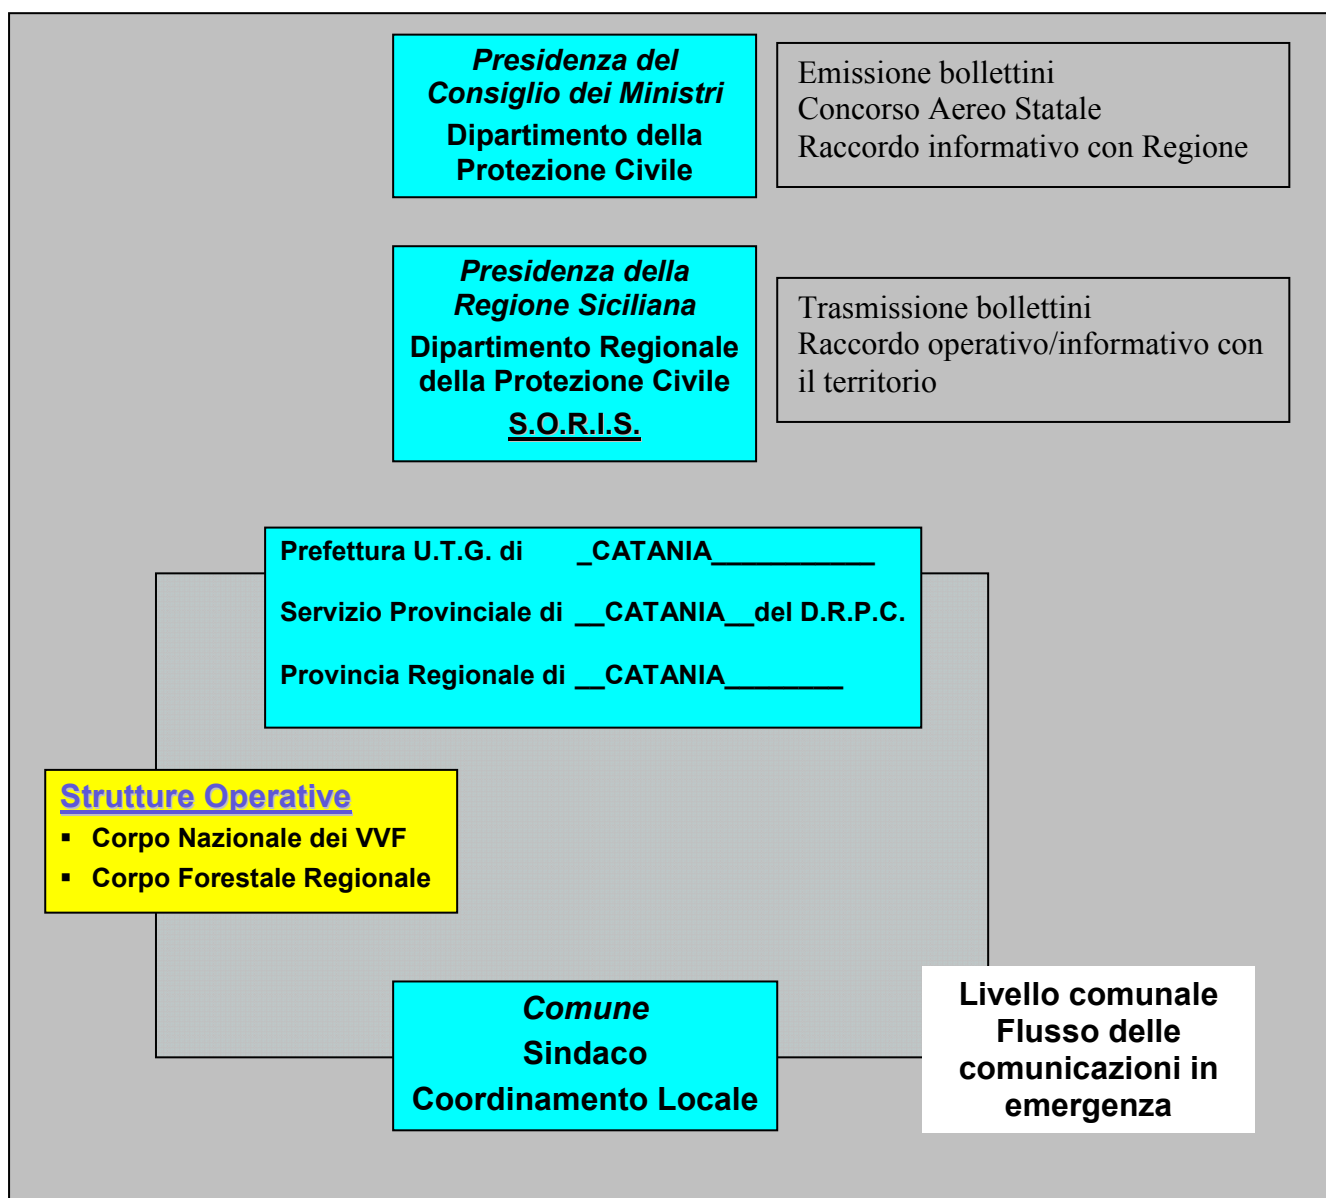 Presidenza del
Consiglio dei Ministri
Dipartimento della
Protezione Civile
Emissione bollettini
Concorso Aereo Statale
Raccordo informativo con Regione
Presidenza della
Regione Siciliana
Dipartimento Regionale
della Protezione Civile
S.O.R.I.S.
Trasmissione bollettini
Raccordo operativo/informativo con
il territorio
Prefettura U.T.G. di _CATANIA___________
Servizio Provinciale di __CATANIA__del D.R.P.C.
Provincia Regionale di __CATANIA________
Strutture Operative
▪ Corpo Nazionale dei VVF
▪ Corpo Forestale Regionale
Comune
Sindaco
Coordinamento Locale
Livello comunale
Flusso delle
comunicazioni in
emergenza